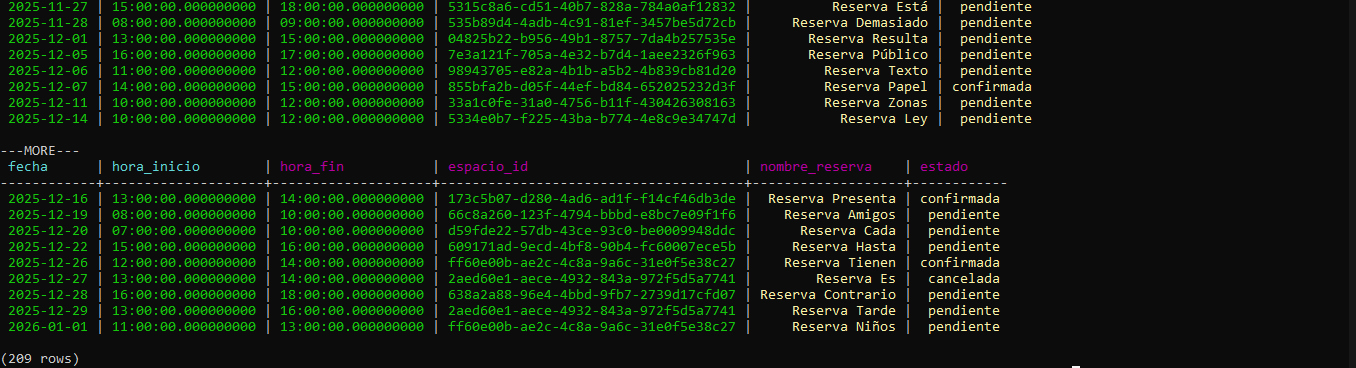 2025-11-27 | 15:00:00.000000000 | 18:00:00.000000000 | 5315c8a6-cd51-40b7-828a-784a0af12832 | Reserva Está | pendiente
2025-11-28 | 08:00:00.000000000 | 09:00:00.000000000 | 535b89d4-4adb-4c91-81ef-3457be5d72cb | Reserva Demasiado | pendiente
2025-12-01 | 13:00:00.000000000 | 15:00:00.000000000 | 04825b22-b956-49b1-8757-7da4b257535e | Reserva Resulta | pendiente
2025-12-05 | 16:00:00.000000000 | 17:00:00.000000000 | 7e3a121f-705a-4e32-b7d4-1aee2326f963 | Reserva Público | pendiente
2025-12-06 | 11:00:00.000000000 | 12:00:00.000000000 | 98943705-e82a-4b1b-a5b2-4b839cb81d20 | Reserva Texto | pendiente
2025-12-07 | 14:00:00.000000000 | 15:00:00.000000000 | 855bfa2b-d05f-44ef-bd84-652025232d3f | Reserva Papel | confirmada
2025-12-11 | 10:00:00.000000000 | 12:00:00.000000000 | 33a1c0fe-31a0-4756-b11f-430426308163 | Reserva Zonas | pendiente
2025-12-14 | 10:00:00.000000000 | 12:00:00.000000000 | 5334e0b7-f225-43ba-b774-4e8c9e34747d | Reserva Ley | pendiente
---MORE---
fecha | hora_inicio | hora_fin | espacio_id | nombre_reserva | estado
------------+--------------------+--------------------+--------------------------------------+-------------------+------------
2025-12-16 | 13:00:00.000000000 | 14:00:00.000000000 | 173c5b07-d280-4ad6-ad1f-f14cf46db3de | Reserva Presenta | confirmada
2025-12-19 | 08:00:00.000000000 | 10:00:00.000000000 | 66c8a260-123f-4794-bbbd-e8bc7e09f1f6 | Reserva Amigos | pendiente
2025-12-20 | 07:00:00.000000000 | 10:00:00.000000000 | d59fde22-57db-43ce-93c0-be0009948ddc | Reserva Cada | pendiente
2025-12-22 | 15:00:00.000000000 | 16:00:00.000000000 | 609171ad-9ecd-4bf8-90b4-fc60007ece5b | Reserva Hasta | pendiente
2025-12-26 | 12:00:00.000000000 | 14:00:00.000000000 | ff60e00b-ae2c-4c8a-9a6c-31e0f5e38c27 | Reserva Tienen | confirmada
2025-12-27 | 13:00:00.000000000 | 14:00:00.000000000 | 2aed60e1-aece-4932-843a-972f5d5a7741 | Reserva Es | cancelada
2025-12-28 | 16:00:00.000000000 | 18:00:00.000000000 | 638a2a88-96e4-4bbd-9fb7-2739d17cfd07 | Reserva Contrario | pendiente
2025-12-29 | 13:00:00.000000000 | 16:00:00.000000000 | 2aed60e1-aece-4932-843a-972f5d5a7741 | Reserva Tarde | pendiente
2026-01-01 | 11:00:00.000000000 | 13:00:00.000000000 | ff60e00b-ae2c-4c8a-9a6c-31e0f5e38c27 | Reserva Niños | pendiente
(209 rows)